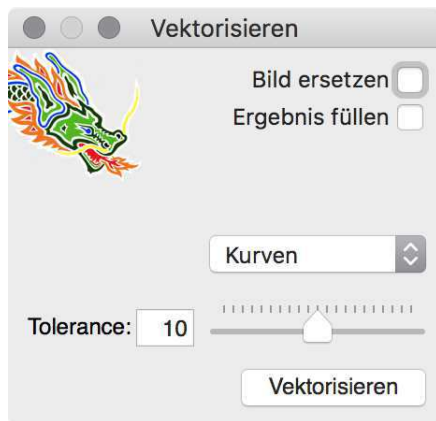 Vektorisieren
Bild ersetzen
Ergebnis füllen
Kurven
Tolerance: 10
Vektorisieren